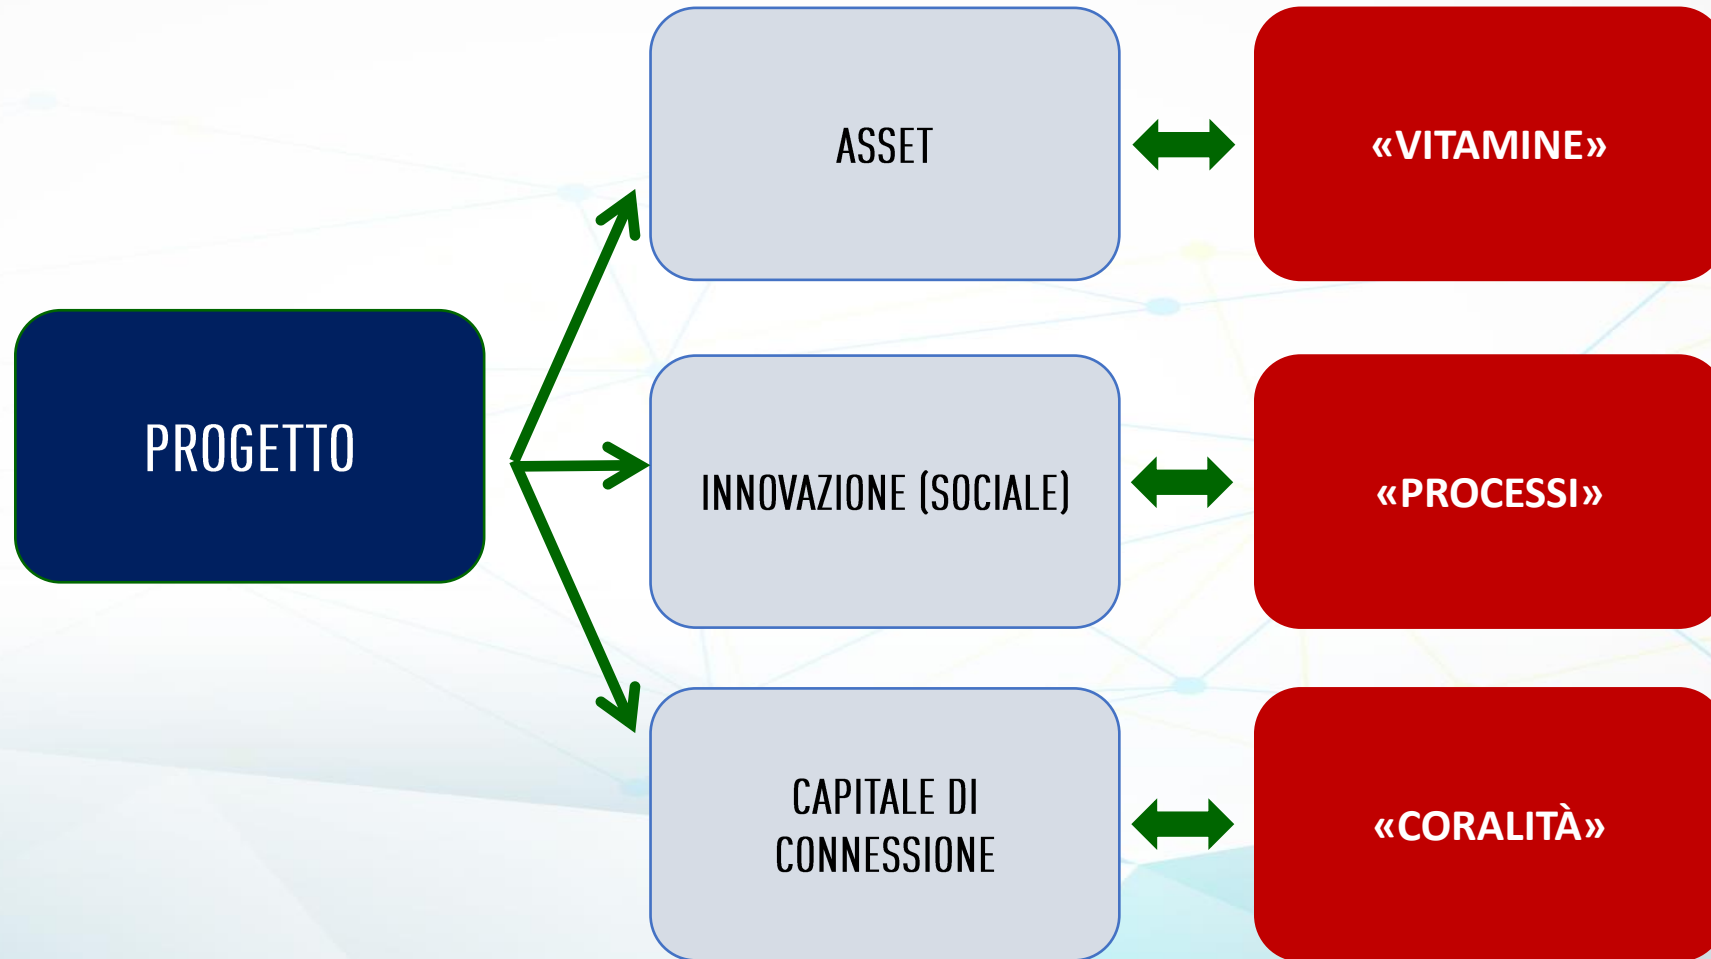 PROGETTO
ASSET
«VITAMINE»
INNOVAZIONE (SOCIALE)
«PROCESSI»
CAPITALE DI
CONNESSIONE
«CORALITÀ»